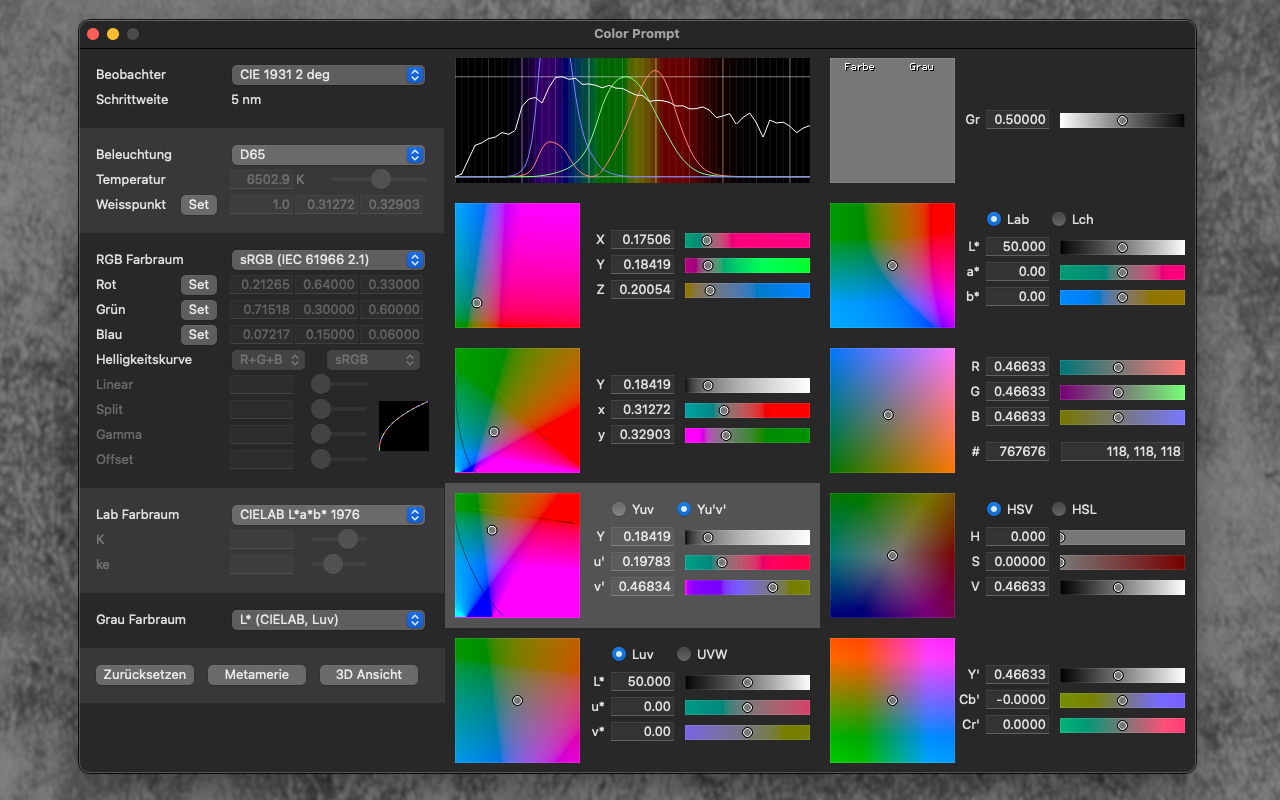 Color Prompt
Beobachter CIE 1931 2 deg
Schrittweite 5 nm
Beleuchtung D65
Temperatur 6502.9 K
Weisspunkt Set 1.0 0.31272 0.32903
RGB Farbraum sRGB (IEC 61966 2.1)
Rot Set 0.21265 0.64000 0.33000
Grün Set 0.71518 0.30000 0.60000
Blau Set 0.07217 0.15000 0.06000
Helligkeitskurve R+G+B sRGB
Linear
Split
Gamma
Offset
Lab Farbraum CIELAB L*a*b* 1976
K
ke
Grau Farbraum L* (CIELAB, Luv)
Zurücksetzen Metamerie 3D Ansicht
X 0.17506
Y 0.18419
Z 0.20054
Y 0.18419
x 0.31272
y 0.32903
Yuv Yu'v'
Y 0.18419
u' 0.19783
v' 0.46834
Luv UVW
L* 50.000
u* 0.00
v* 0.00
Farbe Grau
Gr 0.50000
Lab Lch
L* 50.000
a* 0.00
b* 0.00
R 0.46633
G 0.46633
B 0.46633
# 767676 118, 118, 118
HSV HSL
H 0.000
S 0.00000
V 0.46633
Y' 0.46633
Cb' -0.0000
Cr' 0.0000